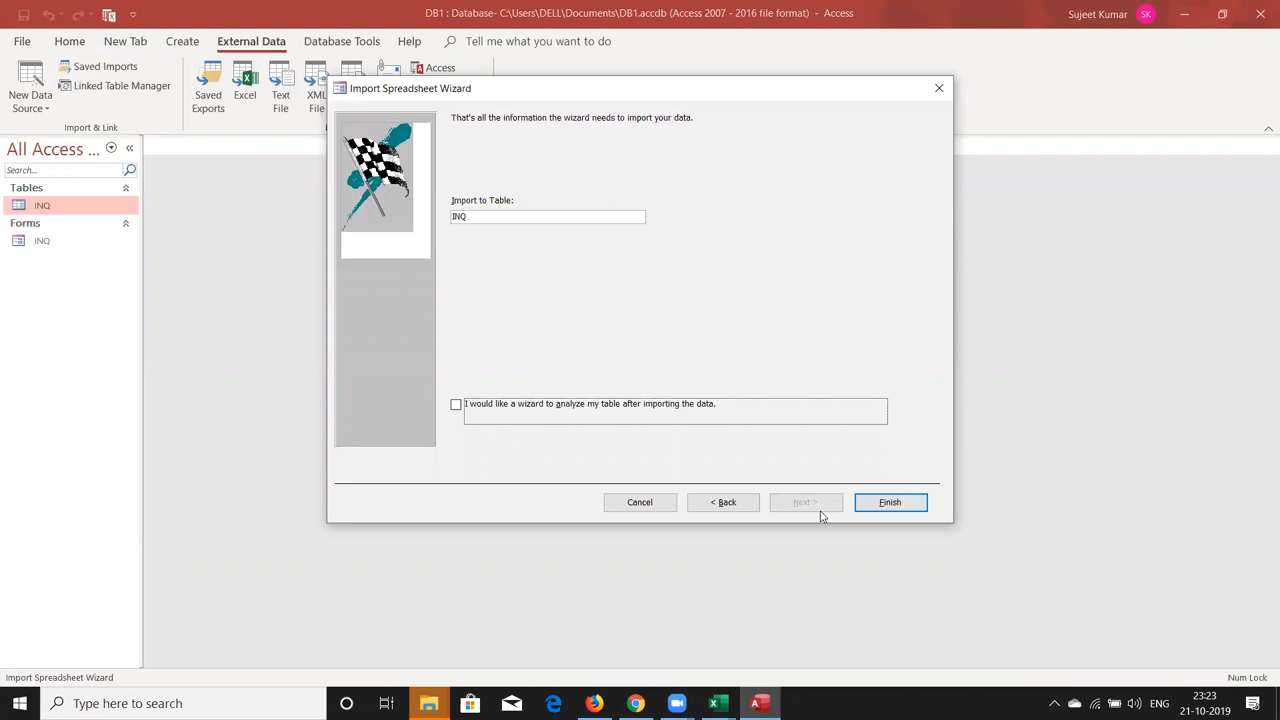 DB1 : Database- C:\Users\DELL\Documents\DB1.accdb (Access 2007 - 2016 file format) - Access
Sujeet Kumar SK
File Home New Tab Create External Data Database Tools Help Tell me what you want to do
New Data Source
Saved Imports
Linked Table Manager
Import & Link
Saved Exports
Excel
Text File
XML File
Access
Import Spreadsheet Wizard
That's all the information the wizard needs to import your data.
Import to Table:
INQ
I would like a wizard to analyze my table after importing the data.
Cancel
< Back
Next >
Finish
All Access ...
Search...
Tables
INQ
Forms
INQ
Import Spreadsheet Wizard
Num Lock
Type here to search
ENG
23:23
21-10-2019